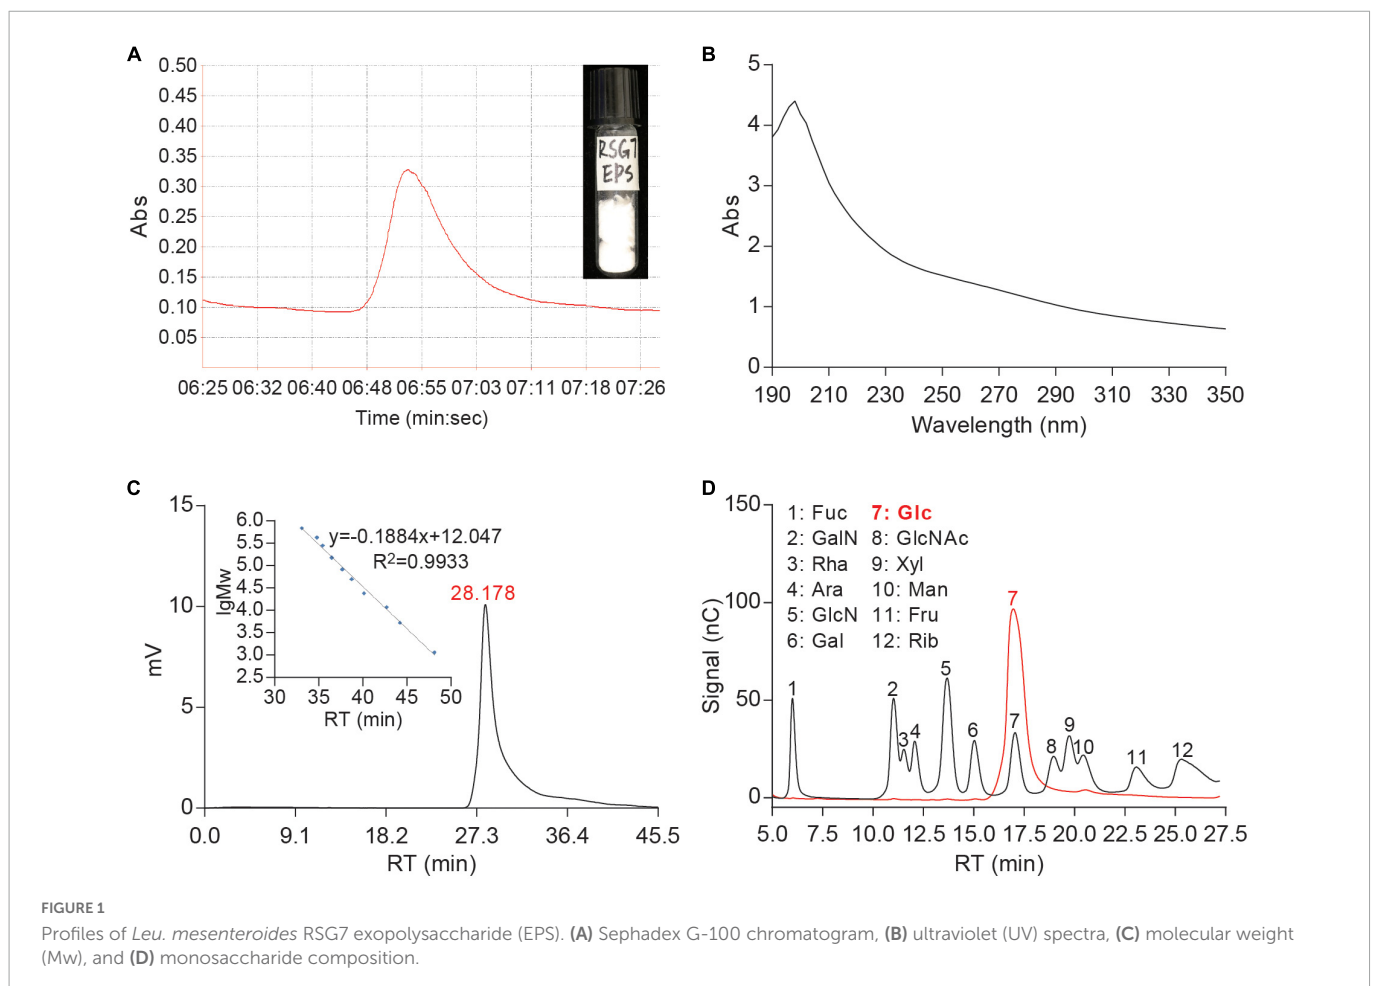 A
0.50
0.45
0.40
0.35
0.30
0.25
0.20
0.15
0.10
0.05
Abs
06:25 06:32 06:40 06:48 06:55 07:03 07:11 07:18 07:26
Time (min:sec)
RSG7
EPS
B
5
4
3
2
1
0
Abs
190 210 230 250 270 290 310 330 350
Wavelength (nm)
C
15
10
5
0
mV
0.0 9.1 18.2 27.3 36.4 45.5
RT (min)
28.178
6.0
5.5
5.0
4.5
4.0
3.5
3.0
2.5
lgMw
30 35 40 45 50
RT (min)
y=-0.1884x+12.047
R2=0.9933
D
150
100
50
0
Signal (nC)
1: Fuc 7: Glc
2: GalN 8: GlcNAc
3: Rha 9: Xyl
4: Ara 10: Man
5: GlcN 11: Fru
6: Gal 12: Rib
7
1 2 3 4 5 6 7 8 9 10 11 12
5.0 7.5 10.0 12.5 15.0 17.5 20.0 22.5 25.0 27.5
RT (min)
FIGURE 1
Profiles of Leu. mesenteroides RSG7 exopolysaccharide (EPS). (A) Sephadex G-100 chromatogram, (B) ultraviolet (UV) spectra, (C) molecular weight
(Mw), and (D) monosaccharide composition.